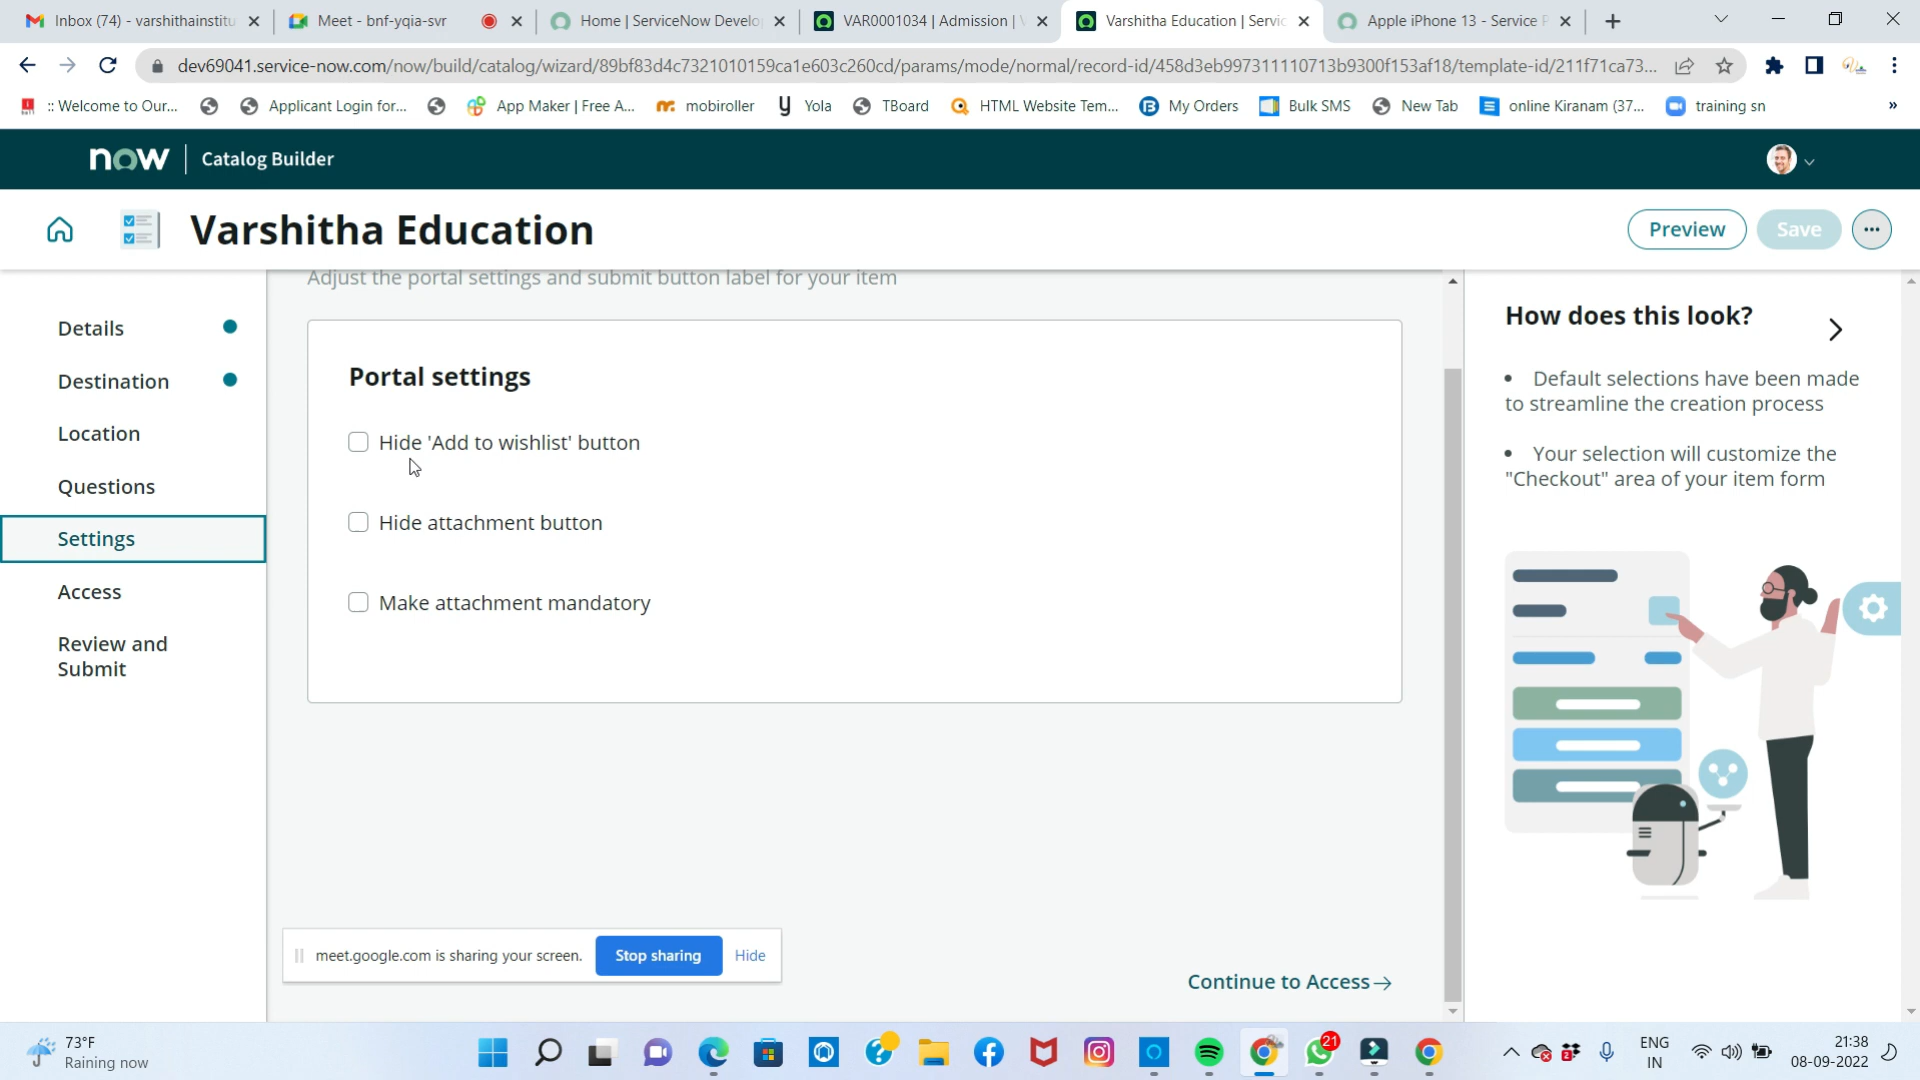 Inbox (74) - varshithainstitu
Meet - bnf-yqia-svr
Home | ServiceNow Develo
VAR0001034 | Admission | V
Varshitha Education | Servic
Apple iPhone 13 - Service P
dev69041.service-now.com/now/build/catalog/wizard/89bf83d4c7321010159ca1e603c260cd/params/mode/normal/record-id/458d3eb997311110713b9300f153af18/template-id/211f71ca73...
:: Welcome to Our...
Applicant Login for...
App Maker | Free A...
mobiroller
Yola
TBoard
HTML Website Tem...
My Orders
Bulk SMS
New Tab
online Kiranam (37...
training sn
»
now
Catalog Builder
Varshitha Education
Preview
Save
Adjust the portal settings and submit button label for your item
Details
Destination
Location
Questions
Settings
Access
Review and
Submit
Portal settings
Hide 'Add to wishlist' button
Hide attachment button
Make attachment mandatory
How does this look?
• Default selections have been made
to streamline the creation process
• Your selection will customize the
"Checkout" area of your item form
meet.google.com is sharing your screen.
Stop sharing
Hide
Continue to Access→
73°F
Raining now
21
ENG
IN
21:38
08-09-2022